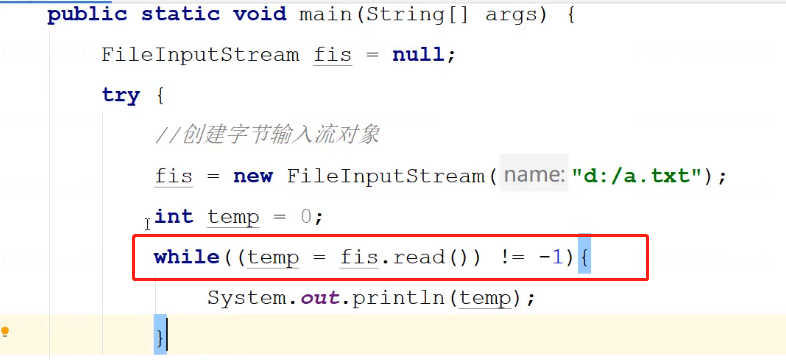 public static void main(String[] args) {
FileInputStream fis = null;
try {
//创建字节输入流对象
fis = new FileInputStream( name: "d:/a.txt");
int temp = 0;
while((temp = fis.read()) != -1){
System.out.println(temp);
}